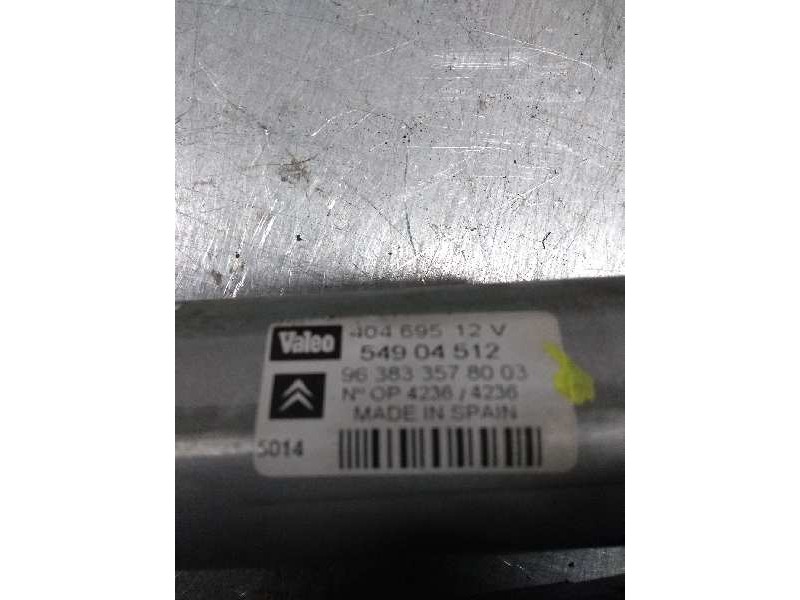 Valeo 404 695 12 V
549 04 512
96 383 357 80 03
N° OP 4236 / 4236
MADE IN SPAIN
5014